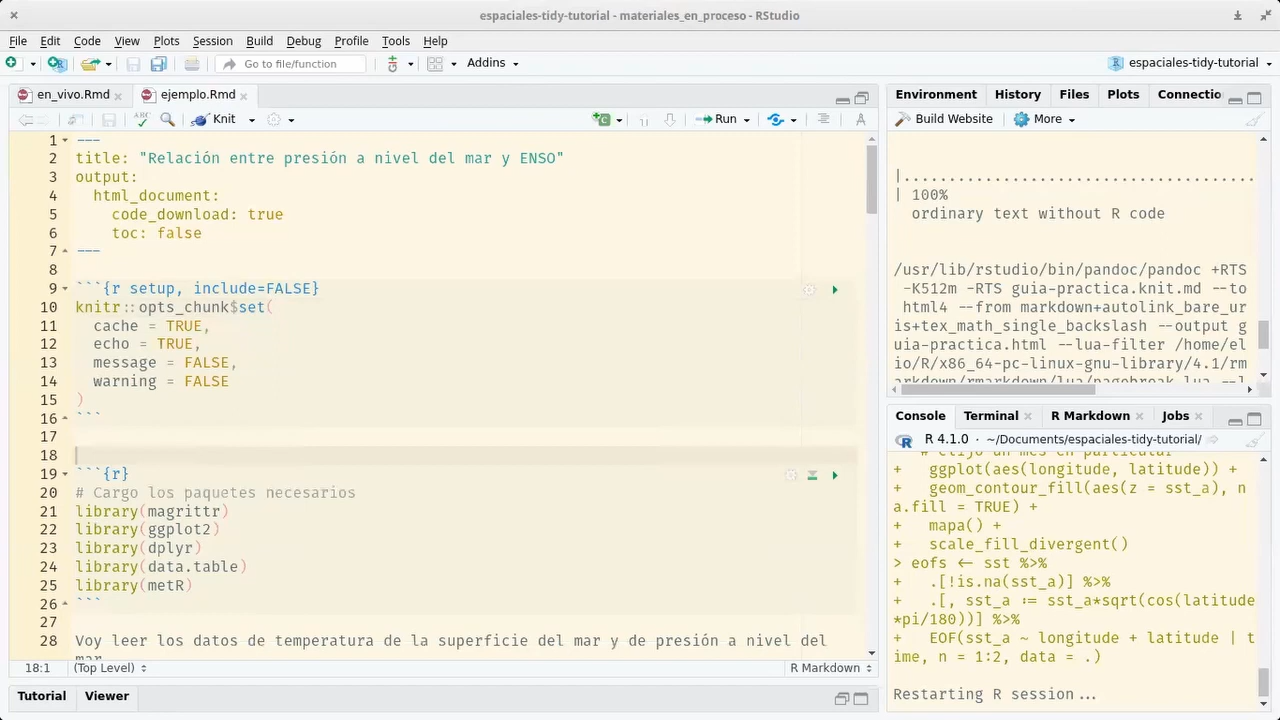 espaciales-tidy-tutorial - materiales_en_proceso - RStudio
File Edit Code View Plots Session Build Debug Profile Tools Help
Go to file/function
Addins
espaciales-tidy-tutorial
en_vivo.Rmd
ejemplo.Rmd
Knit
Run
1 ---
2 title: "Relación entre presión a nivel del mar y ENSO"
3 output:
4 html_document:
5 code_download: true
6 toc: false
7 ---
8
9 ```{r setup, include=FALSE}
10 knitr::opts_chunk$set(
11 cache = TRUE,
12 echo = TRUE,
13 message = FALSE,
14 warning = FALSE
15 )
16 ```
17
18
19 ```{r}
20 # Cargo los paquetes necesarios
21 library(magrittr)
22 library(ggplot2)
23 library(dplyr)
24 library(data.table)
25 library(metR)
26 ```
27
28 Voy leer los datos de temperatura de la superficie del mar y de presión a nivel del
mar
18:1 (Top Level) R Markdown
Tutorial Viewer
Environment History Files Plots Connectio
Build Website More
|......................................
| 100%
ordinary text without R code
/usr/lib/rstudio/bin/pandoc/pandoc +RTS
-K512m -RTS guia-practica.knit.md --to
html4 --from markdown+autolink_bare_ur
is+tex_math_single_backslash --output g
uia-practica.html --lua-filter /home/el
io/R/x86_64-pc-linux-gnu-library/4.1/rm
arkdown/rmarkdown/lua/pagebreak.lua --l
Console Terminal R Markdown Jobs
R 4.1.0 · ~/Documents/espaciales-tidy-tutorial/
# Elijo un mes en particular
+ ggplot(aes(longitude, latitude)) +
+ geom_contour_fill(aes(z = sst_a), n
a.fill = TRUE) +
+ mapa() +
+ scale_fill_divergent()
> eofs <- sst %>%
+ .[!is.na(sst_a)] %>%
+ .[, sst_a := sst_a*sqrt(cos(latitude
*pi/180))] %>%
+ EOF(sst_a ~ longitude + latitude | t
ime, n = 1:2, data = .)
Restarting R session...